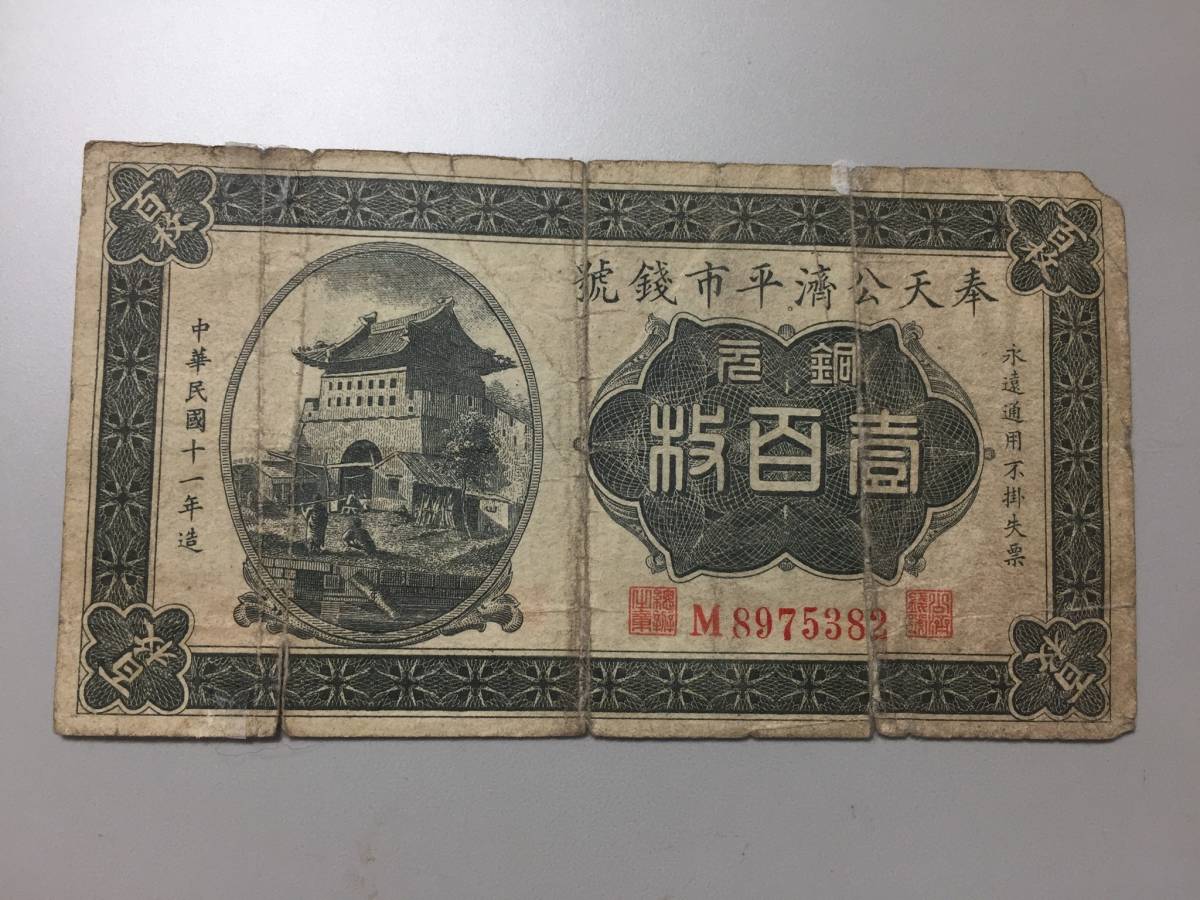 奉天公濟平市錢號
銅元
壹百枚
永遠通用不掛失票
中華民國十一年造
M8975382
百枚
百枚
百枚
百枚